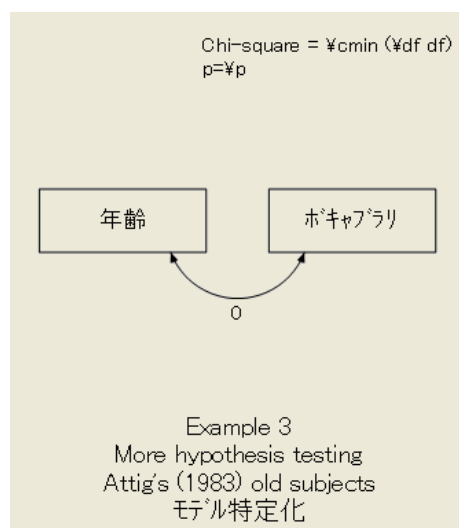 Chi-square = ¥cmin (¥df df)
p=¥p
年齢
ﾎﾞｷｬﾌﾞﾗﾘ
0
Example 3
More hypothesis testing
Attig's (1983) old subjects
ﾓﾃﾞﾙ特定化